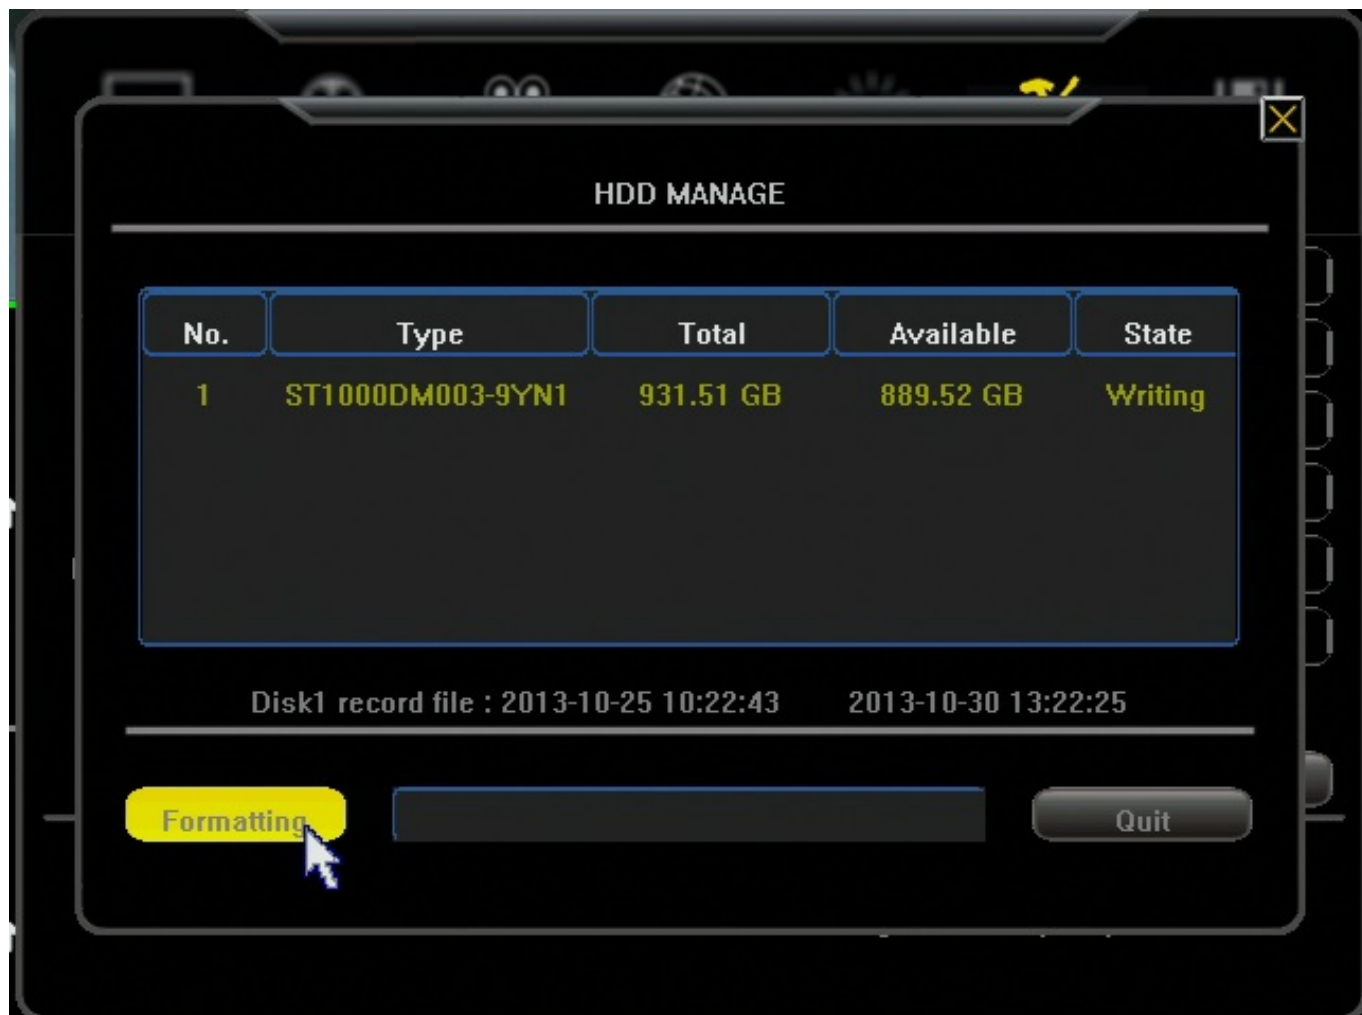 HDD MANAGE
No. Type Total Available State
1 ST1000DM003-9YN1 931.51 GB 889.52 GB Writing
Disk1 record file : 2013-10-25 10:22:43 2013-10-30 13:22:25
Formatting Quit